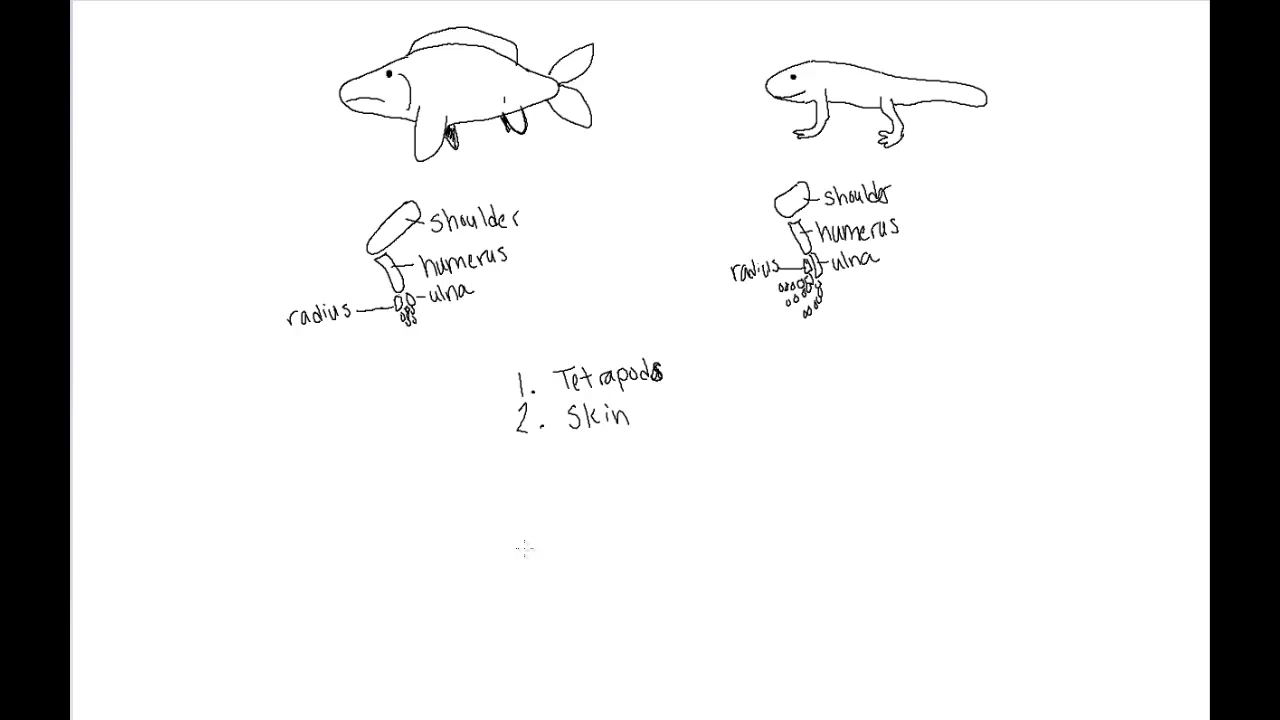 shoulder
humerus
ulna
radius
shoulder
humerus
ulna
radius
1. Tetrapods
2. Skin